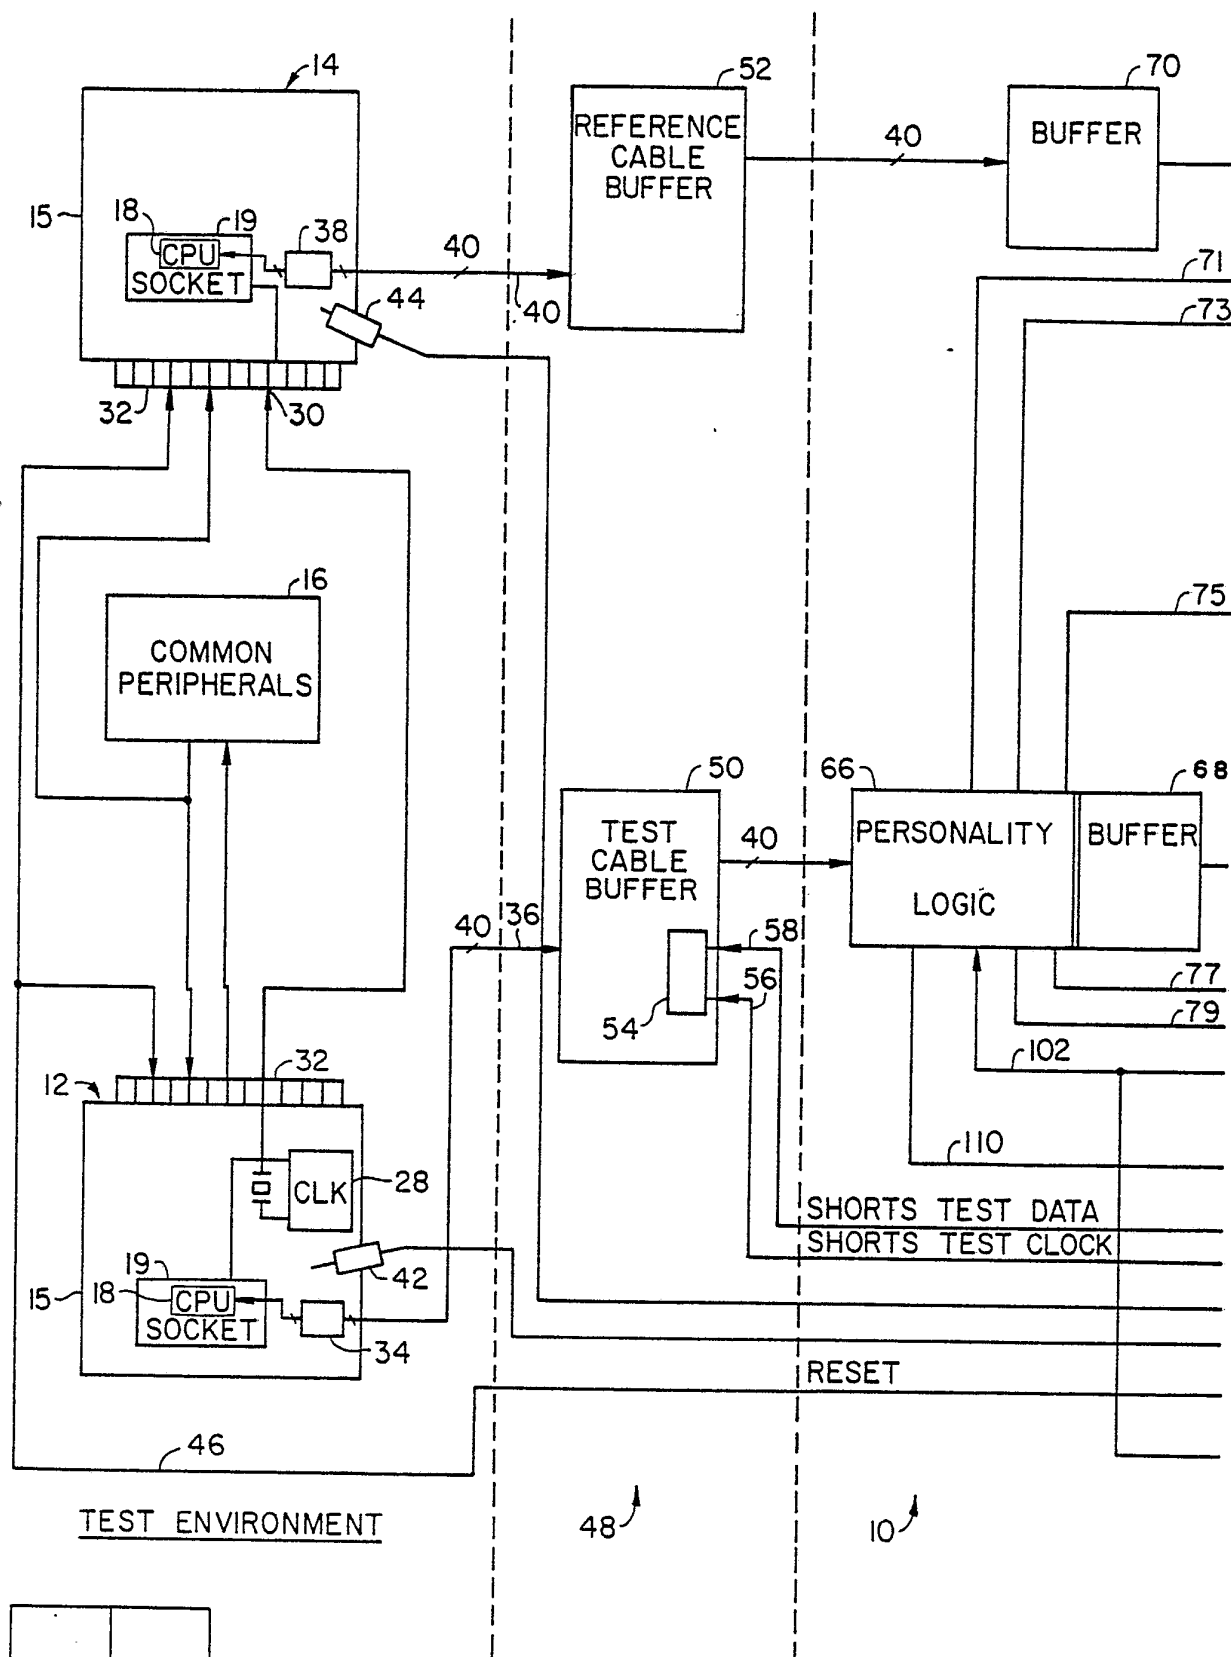 14
52
70
REFERENCE
CABLE
BUFFER
BUFFER
40
15
18
19
38
CPU
SOCKET
40
40
44
71
73
32
30
16
COMMON
PERIPHERALS
75
50
66
68
TEST
CABLE
BUFFER
40
PERSONALITY
LOGIC
BUFFER
40
36
58
56
54
77
79
102
12
32
110
CLK
28
SHORTS TEST DATA
SHORTS TEST CLOCK
19
42
15
18
CPU
SOCKET
34
RESET
46
TEST ENVIRONMENT
48
10